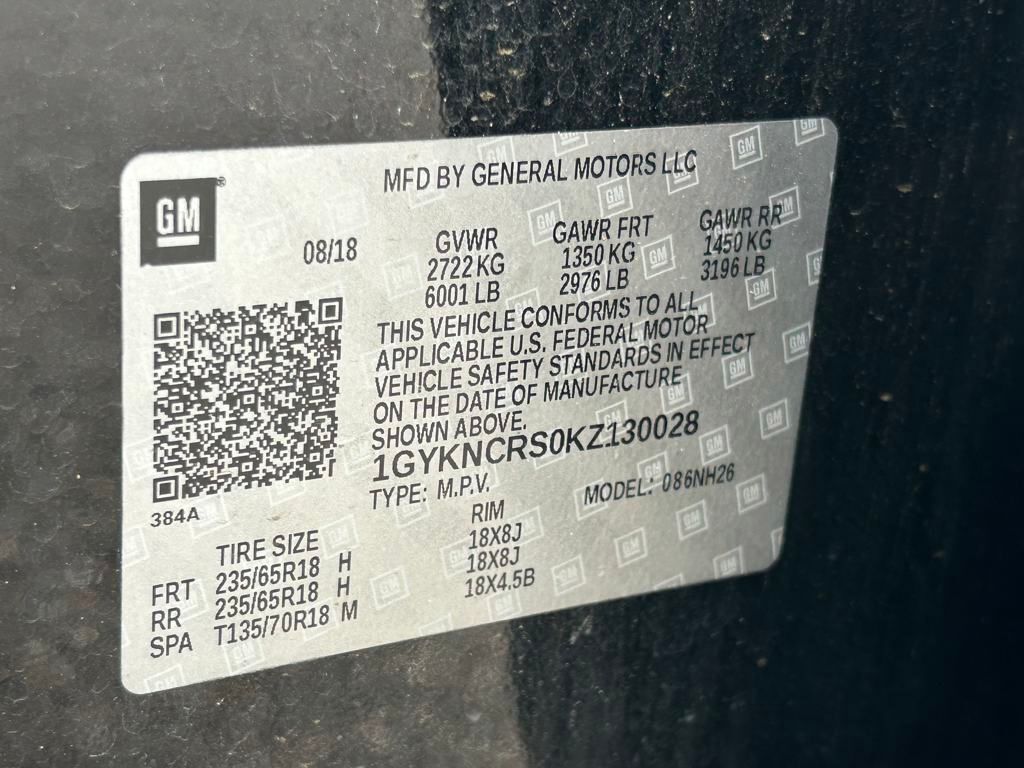 MFD BY GENERAL MOTORS LLC
GM
08/18
GVWR GAWR FRT GAWR RR
2722 KG 1350 KG 1450 KG
6001 LB 2976 LB 3196 LB
THIS VEHICLE CONFORMS TO ALL
APPLICABLE U.S. FEDERAL MOTOR
VEHICLE SAFETY STANDARDS IN EFFECT
ON THE DATE OF MANUFACTURE
SHOWN ABOVE.
1GYKNCRS0KZ130028
TYPE: M.P.V. MODEL: 086NH26
384A
TIRE SIZE RIM
FRT 235/65R18 H 18X8J
RR 235/65R18 H 18X8J
SPA T135/70R18 M 18X4.5B